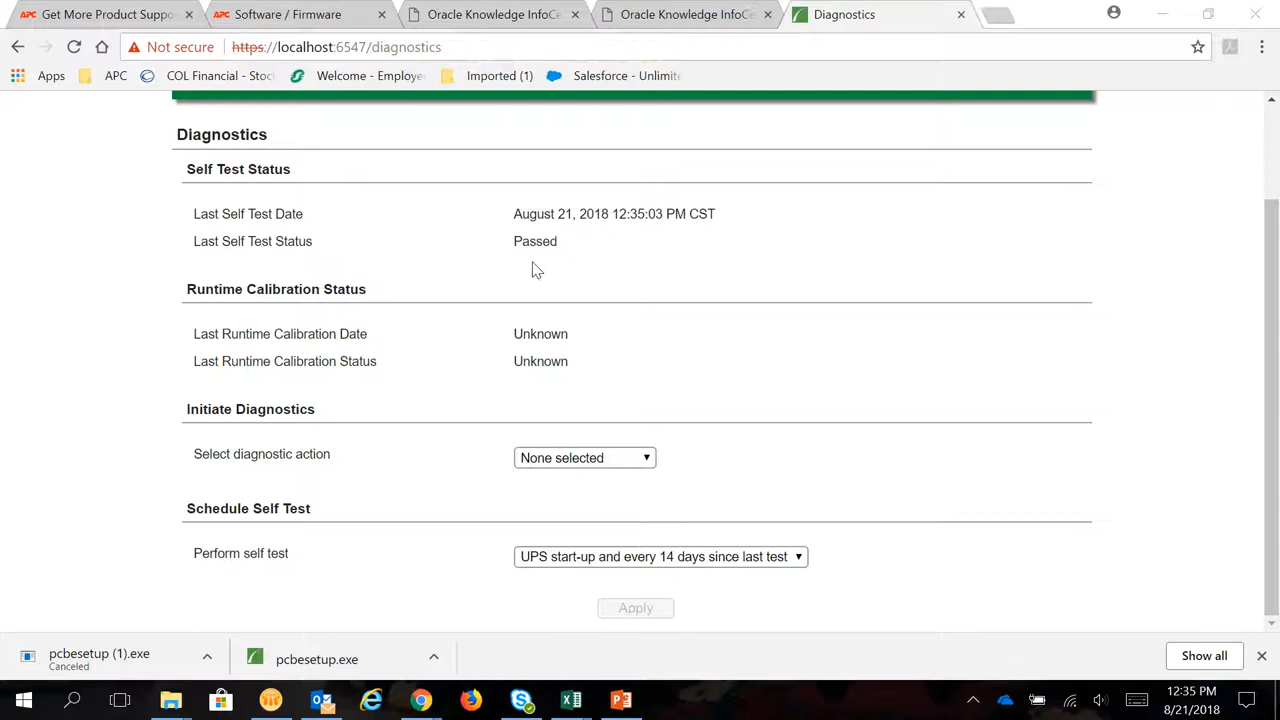 APC Get More Product Suppo
APC Software / Firmware
Oracle Knowledge InfoCe
Oracle Knowledge InfoCe
Diagnostics
Not secure https://localhost:6547/diagnostics
Apps
APC
COL Financial - Stoc
Welcome - Employe
Imported (1)
Salesforce - Unlimite
Diagnostics
Self Test Status
Last Self Test Date August 21, 2018 12:35:03 PM CST
Last Self Test Status Passed
Runtime Calibration Status
Last Runtime Calibration Date Unknown
Last Runtime Calibration Status Unknown
Initiate Diagnostics
Select diagnostic action None selected
Schedule Self Test
Perform self test UPS start-up and every 14 days since last test
Apply
pcbesetup (1).exe
Canceled
pcbesetup.exe
Show all
12:35 PM
8/21/2018